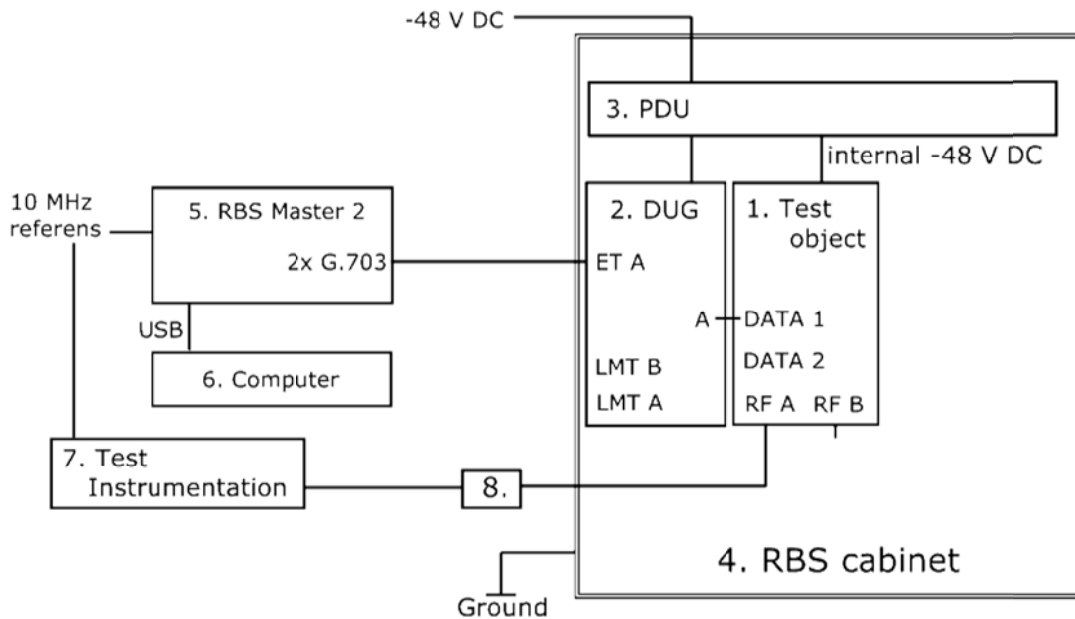 -48 V DC
3. PDU
internal -48 V DC
10 MHz
referens
5. RBS Master 2
2x G.703
2. DUG
ET A
1. Test
object
A
DATA 1
DATA 2
USB
6. Computer
LMT B
LMT A
RF A
RF B
7. Test
Instrumentation
8.
4. RBS cabinet
Ground